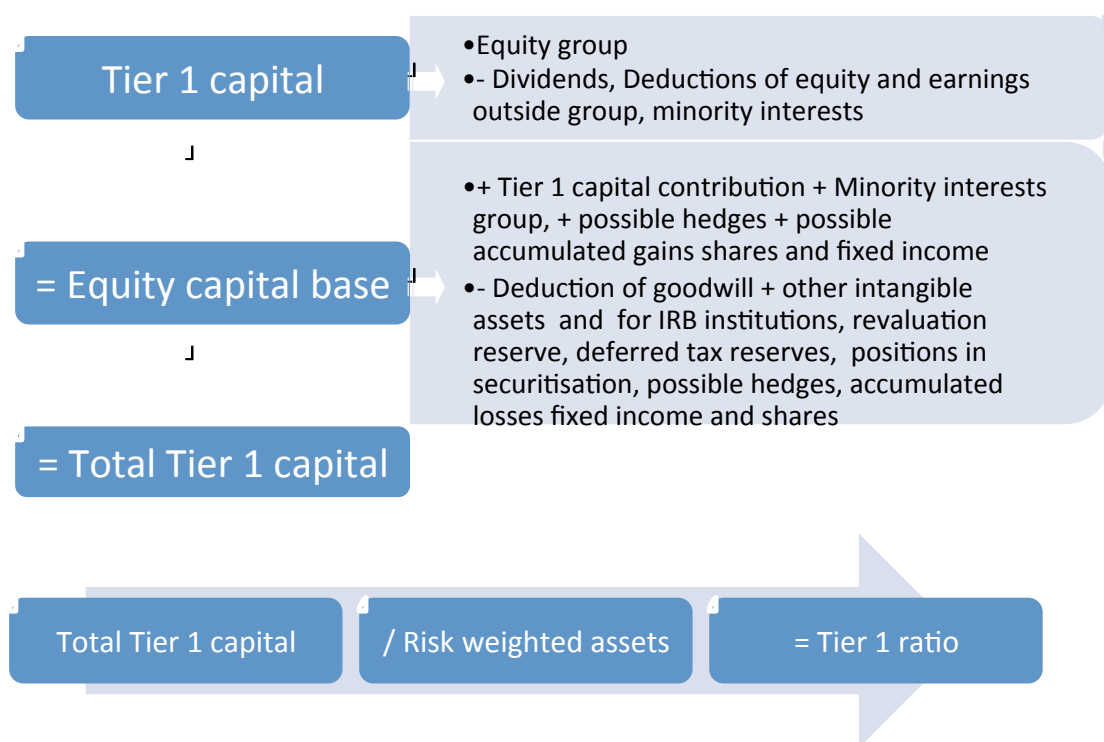 Tier 1 capital
•Equity group
•- Dividends, Deductions of equity and earnings
outside group, minority interests
= Equity capital base
•+ Tier 1 capital contribution + Minority interests
group, + possible hedges + possible
accumulated gains shares and fixed income
•- Deduction of goodwill + other intangible
assets and for IRB institutions, revaluation
reserve, deferred tax reserves, positions in
securitisation, possible hedges, accumulated
losses fixed income and shares
= Total Tier 1 capital
Total Tier 1 capital
/ Risk weighted assets
= Tier 1 ratio